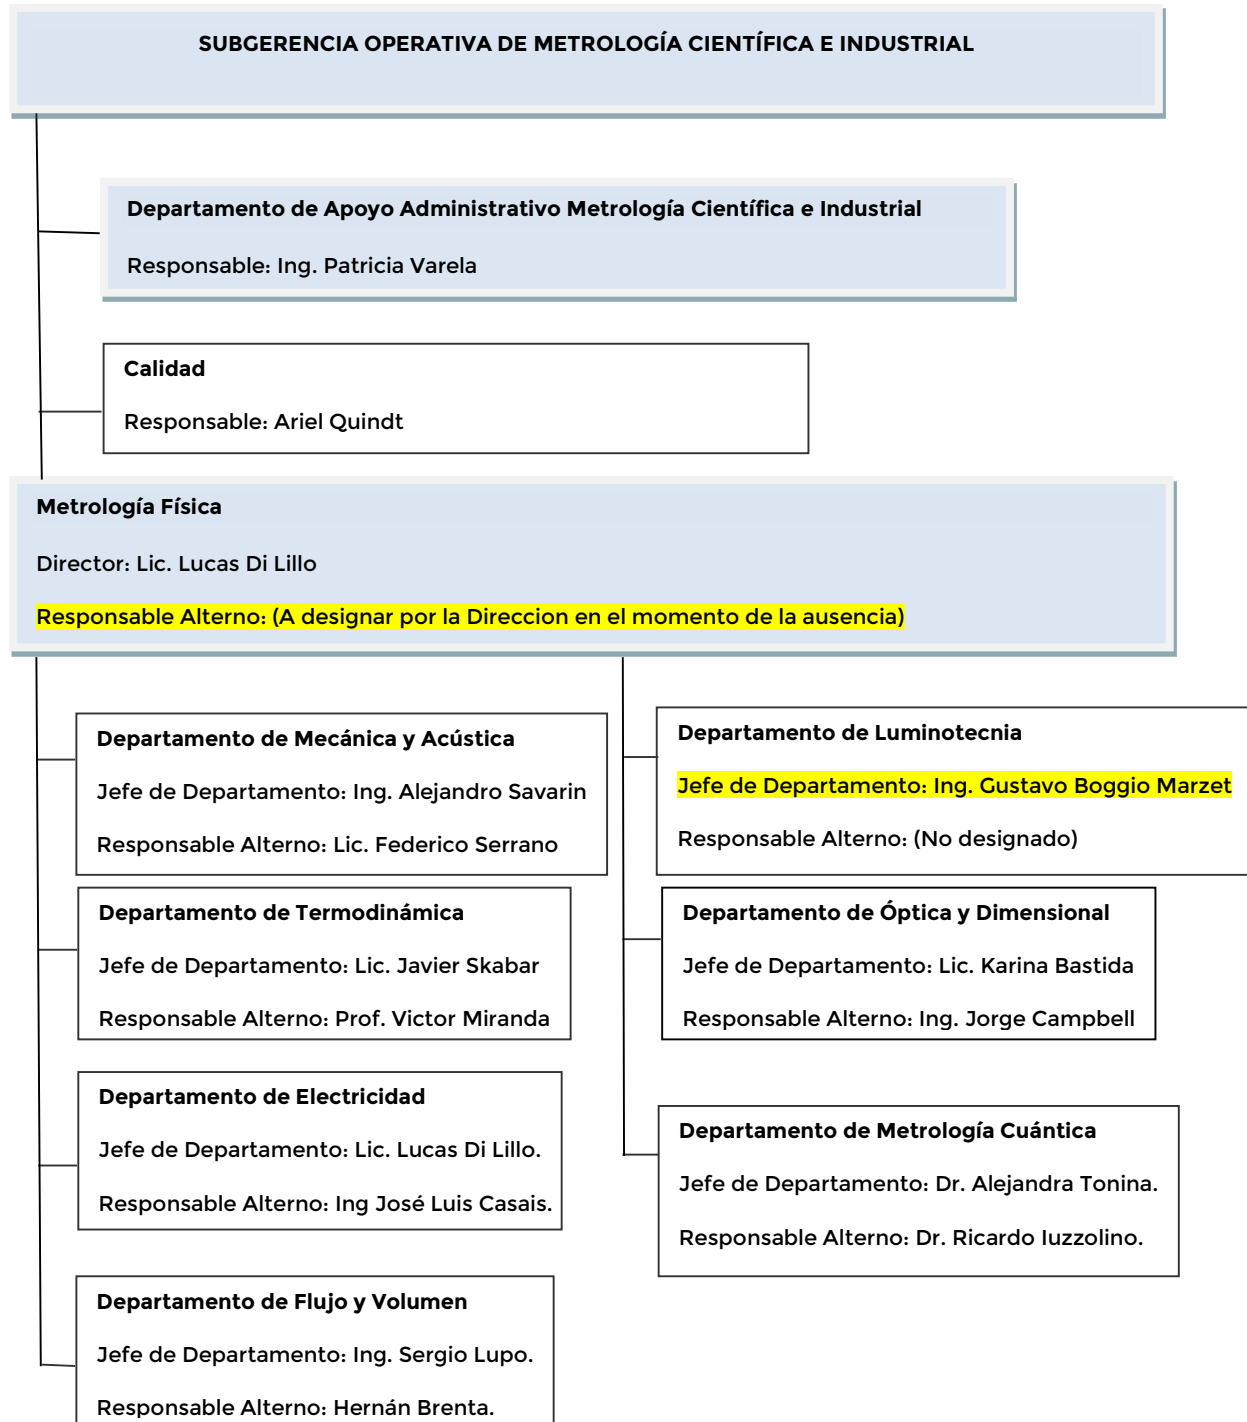 SUBGERENCIA OPERATIVA DE METROLOGÍA CIENTÍFICA E INDUSTRIAL
Departamento de Apoyo Administrativo Metrología Científica e Industrial
Responsable: Ing. Patricia Varela
Calidad
Responsable: Ariel Quindt
Metrología Física
Director: Lic. Lucas Di Lillo
Responsable Alterno: (A designar por la Direccion en el momento de la ausencia)
Departamento de Mecánica y Acústica
Jefe de Departamento: Ing. Alejandro Savarin
Responsable Alterno: Lic. Federico Serrano
Departamento de Termodinámica
Jefe de Departamento: Lic. Javier Skabar
Responsable Alterno: Prof. Victor Miranda
Departamento de Electricidad
Jefe de Departamento: Lic. Lucas Di Lillo.
Responsable Alterno: Ing José Luis Casais.
Departamento de Flujo y Volumen
Jefe de Departamento: Ing. Sergio Lupo.
Responsable Alterno: Hernán Brenta.
Departamento de Luminotecnia
Jefe de Departamento: Ing. Gustavo Boggio Marzet
Responsable Alterno: (No designado)
Departamento de Óptica y Dimensional
Jefe de Departamento: Lic. Karina Bastida
Responsable Alterno: Ing. Jorge Campbell
Departamento de Metrología Cuántica
Jefe de Departamento: Dr. Alejandra Tonina.
Responsable Alterno: Dr. Ricardo Iuzzolino.